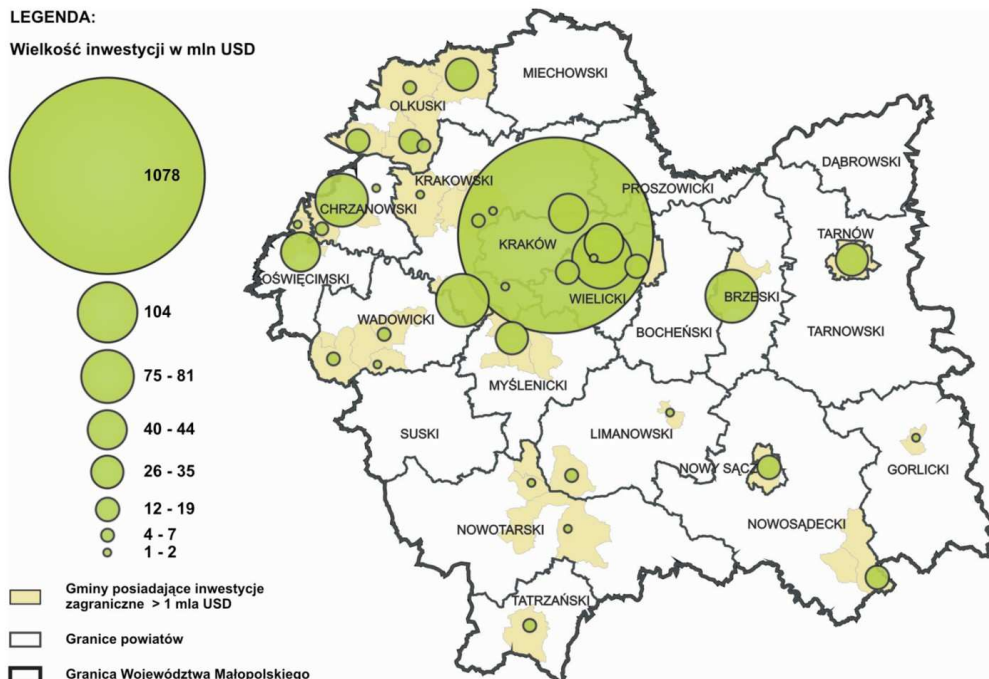 LEGENDA:
Wielkość inwestycji w mln USD
1078
104
75 - 81
40 - 44
26 - 35
12 - 19
4 - 7
1 - 2
Gminy posiadające inwestycje
zagraniczne > 1 mla USD
Granice powiatów
Granica Województwa Małopolskiego
MIECHOWSKI
OLKUSKI
DĄBROWSKI
KRAKOWSKI
PROSZOWICKI
CHRZANOWSKI
TARNÓW
KRAKÓW
OŚWIĘCIMSKI
WIELICKI
BRZESKI
WADOWICKI
BOCHEŃSKI
TARNOWSKI
MYŚLENICKI
SUSKI
LIMANOWSKI
NOWY SĄCZ
GORLICKI
NOWOTARSKI
NOWOSĄDECKI
TATRZAŃSKI